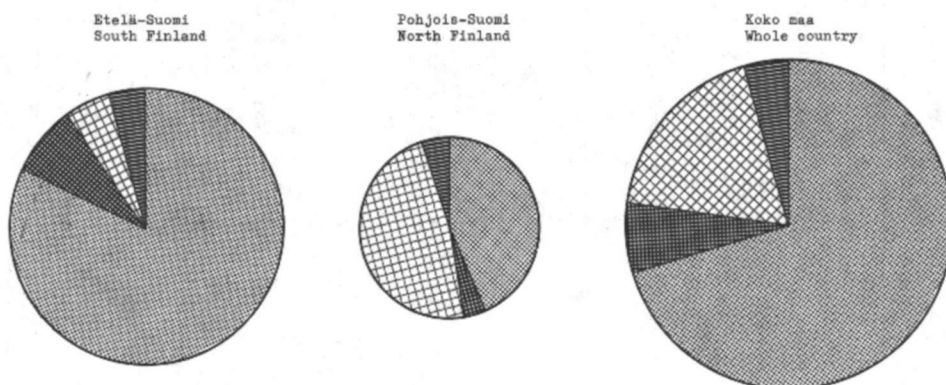 Etelä-Suomi
South Finland
Pohjois-Suomi
North Finland
Koko maa
Whole country